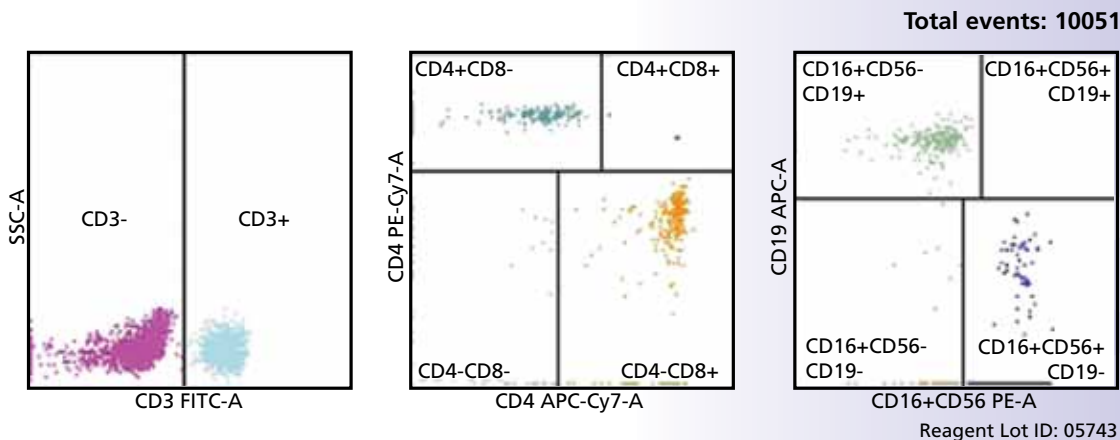 Total events: 10051
SSC-A
CD3-
CD3+
CD3 FITC-A
CD4 PE-Cy7-A
CD4+CD8-
CD4+CD8+
CD4-CD8-
CD4-CD8+
CD4 APC-Cy7-A
CD19 APC-A
CD16+CD56-
CD19+
CD16+CD56+
CD19+
CD16+CD56-
CD19-
CD16+CD56+
CD19-
CD16+CD56 PE-A
Reagent Lot ID: 05743